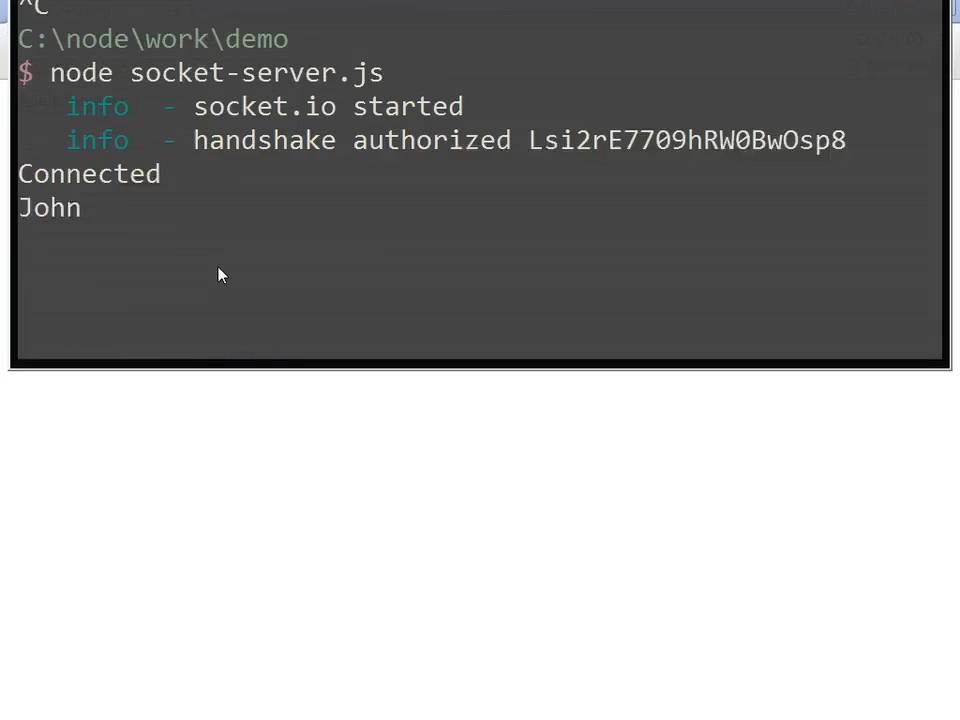 ^C
C:\node\work\demo
$ node socket-server.js
info - socket.io started
info - handshake authorized Lsi2rE7709hRW0BwOsp8
Connected
John